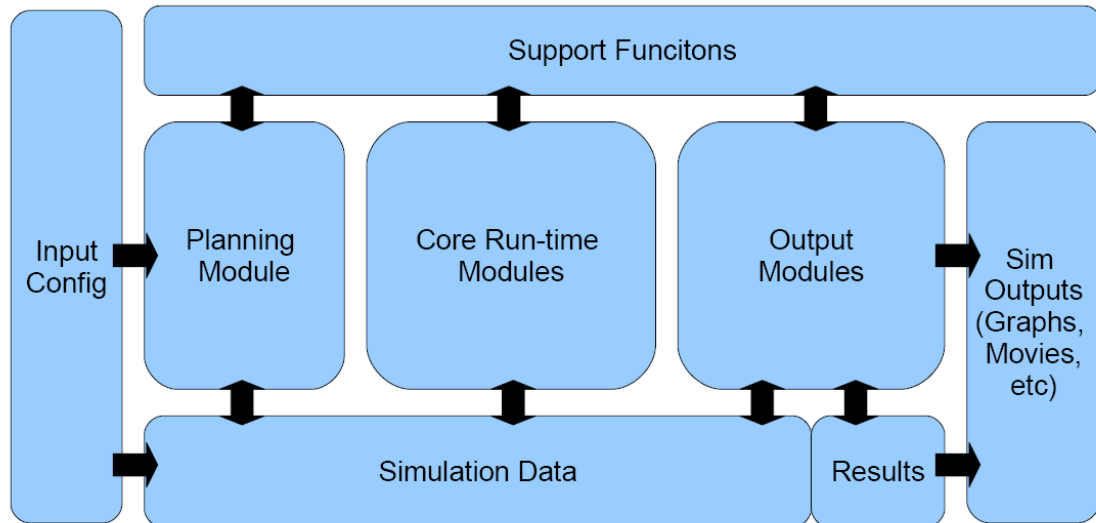 Support Funcitons
Input
Config
Planning
Module
Core Run-time
Modules
Output
Modules
Sim
Outputs
(Graphs,
Movies,
etc)
Simulation Data
Results